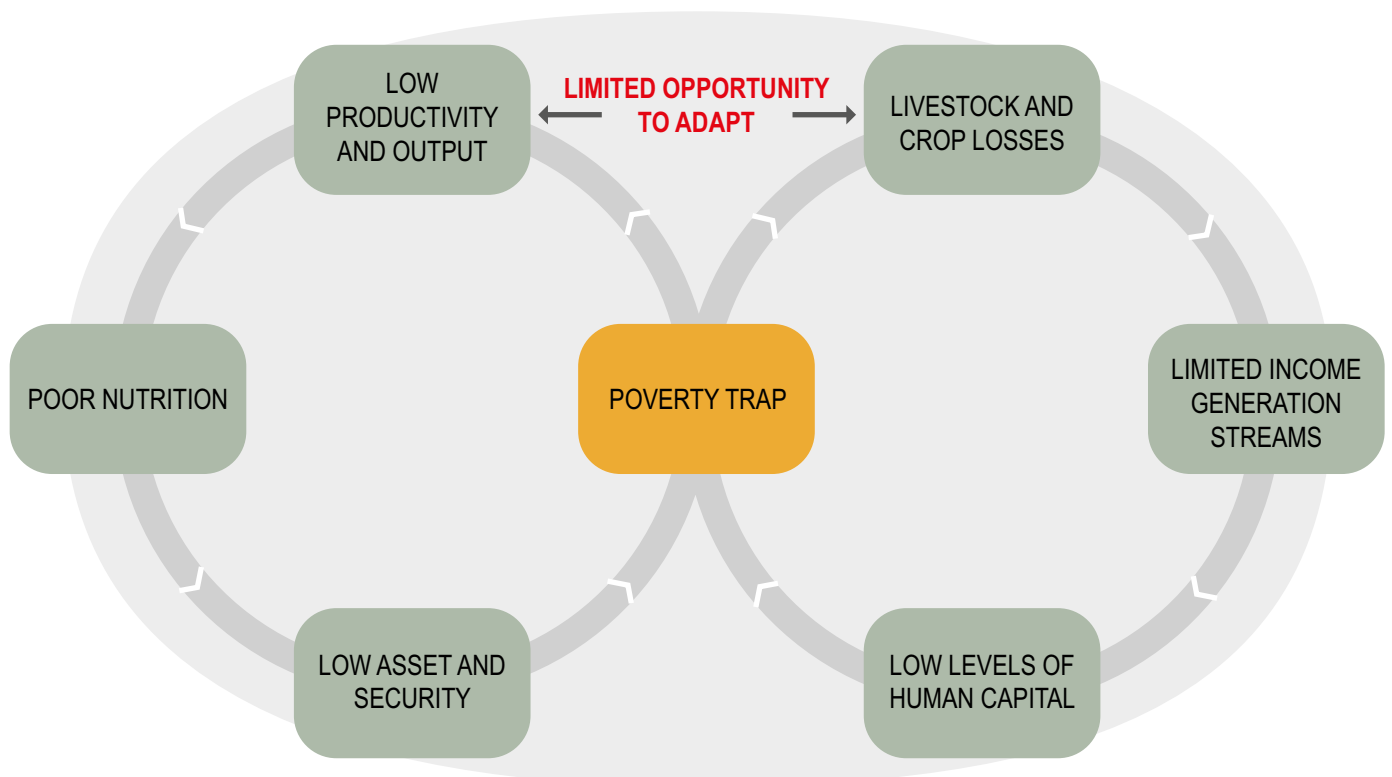 LOW
PRODUCTIVITY
AND OUTPUT
LIMITED OPPORTUNITY
TO ADAPT
LIVESTOCK AND
CROP LOSSES
POOR NUTRITION
POVERTY TRAP
LIMITED INCOME
GENERATION
STREAMS
LOW ASSET AND
SECURITY
LOW LEVELS OF
HUMAN CAPITAL